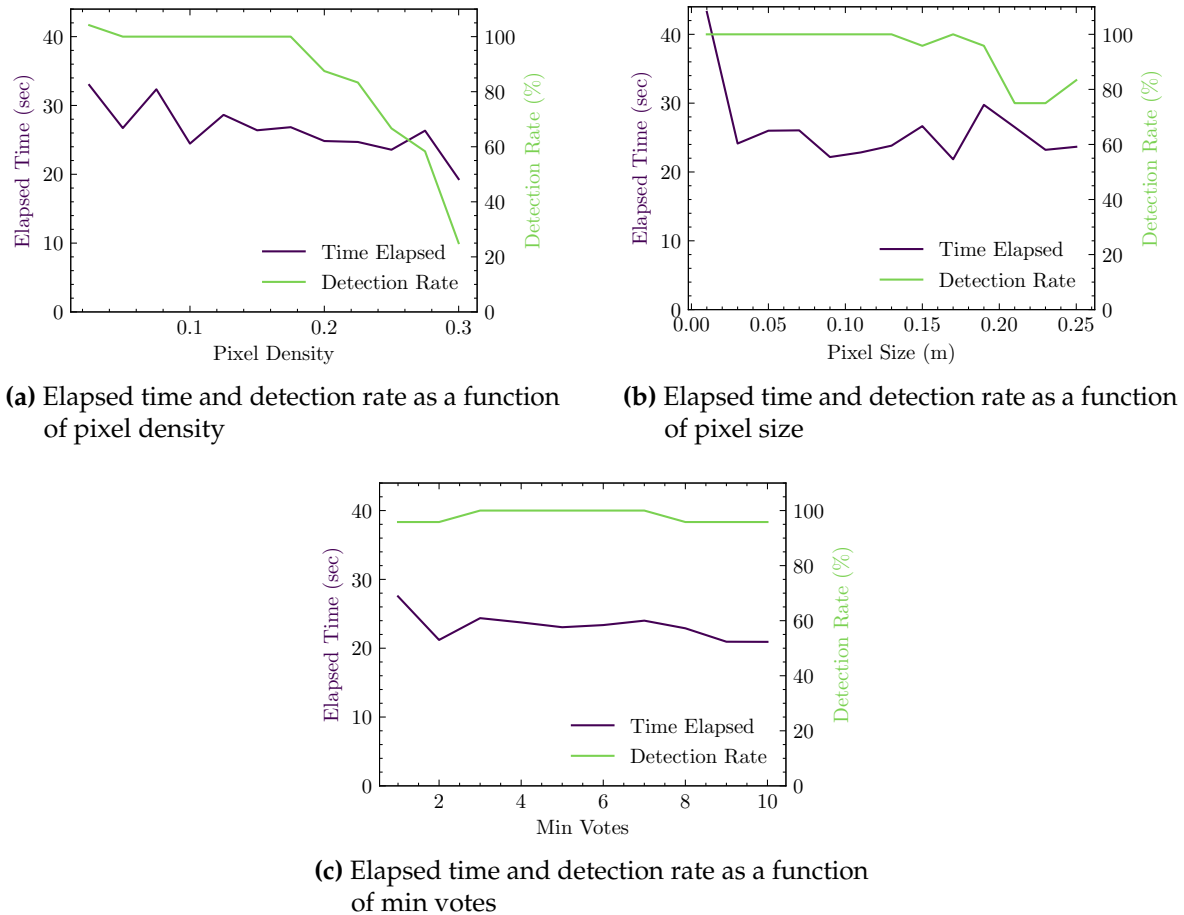 40
30
20
10
0
Elapsed Time (sec)
100
80
60
40
20
0
Detection Rate (%)
Time Elapsed
Detection Rate
0.1
0.2
0.3
Pixel Density
(a) Elapsed time and detection rate as a function
of pixel density
40
30
20
10
0
Elapsed Time (sec)
100
80
60
40
20
0
Detection Rate (%)
Time Elapsed
Detection Rate
0.00
0.05
0.10
0.15
0.20
0.25
Pixel Size (m)
(b) Elapsed time and detection rate as a function
of pixel size
40
30
20
10
0
Elapsed Time (sec)
100
80
60
40
20
0
Detection Rate (%)
Time Elapsed
Detection Rate
2
4
6
8
10
Min Votes
(c) Elapsed time and detection rate as a function
of min votes